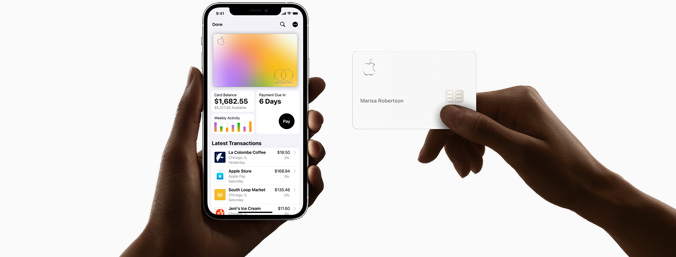 9:41
Done
Card Balance
$1,682.55
Payment Due In
6 Days
Weekly Activity
Pay
Latest Transactions
La Colombe Coffee $18.50
Chicago, IL
Yesterday
Apple Store $168.94
Apple Pay
Saturday
South Loop Market $135.46
Chicago, IL
Saturday
Jeni's Ice Cream $11.60
Marisa Robertson